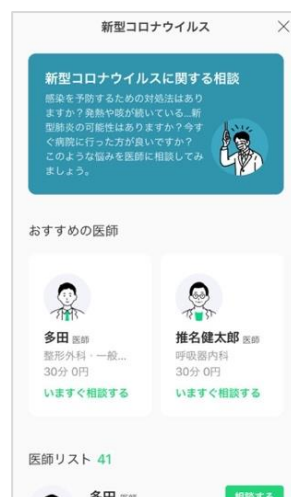 新型コロナウイルス
新型コロナウイルスに関する相談
感染を予防するための対処法はあり
ますか？発熱や咳が続いている...新
型肺炎の可能性はありますか？今す
ぐ病院に行った方が良いですか？
このような悩みを医師に相談してみ
ましょう。
おすすめの医師
多田 医師
整形外科・一般...
30分 0円
いますぐ相談する
推名健太郎 医師
呼吸器内科
30分 0円
いますぐ相談する
医師リスト 41
多田 医師
相談する